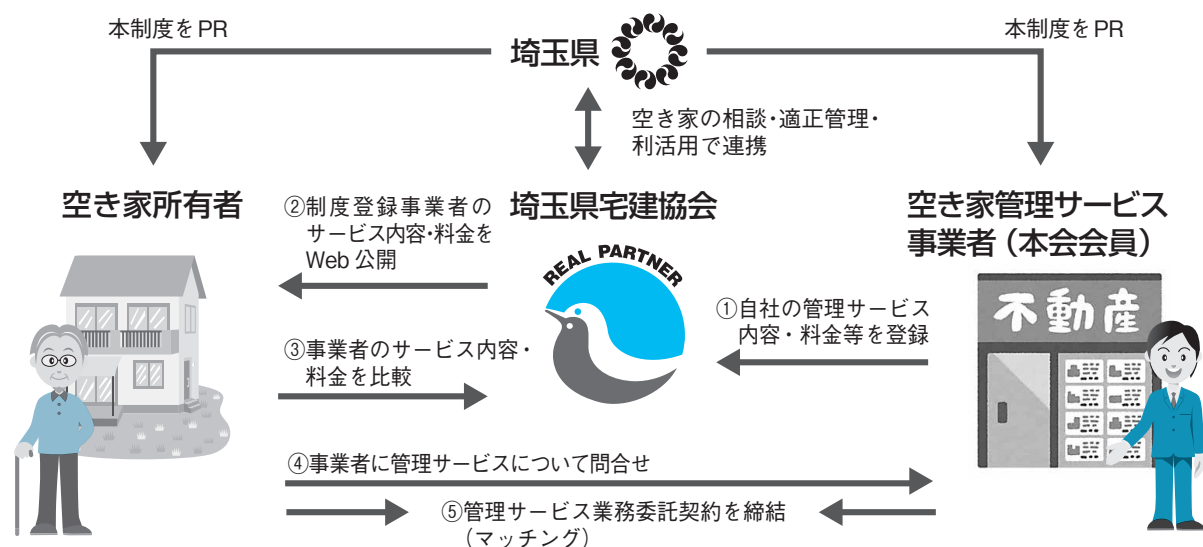 本制度をPR
埼玉県
本制度をPR
空き家の相談・適正管理・
利活用で連携
空き家所有者
埼玉県宅建協会
空き家管理サービス
事業者（本会会員）
②制度登録事業者の
サービス内容・料金を
Web 公開
REAL PARTNER
①自社の管理サービス
内容・料金等を登録
不動産
③事業者のサービス内容・
料金を比較
④事業者に管理サービスについて問合せ
⑤管理サービス業務委託契約を締結
（マッチング）